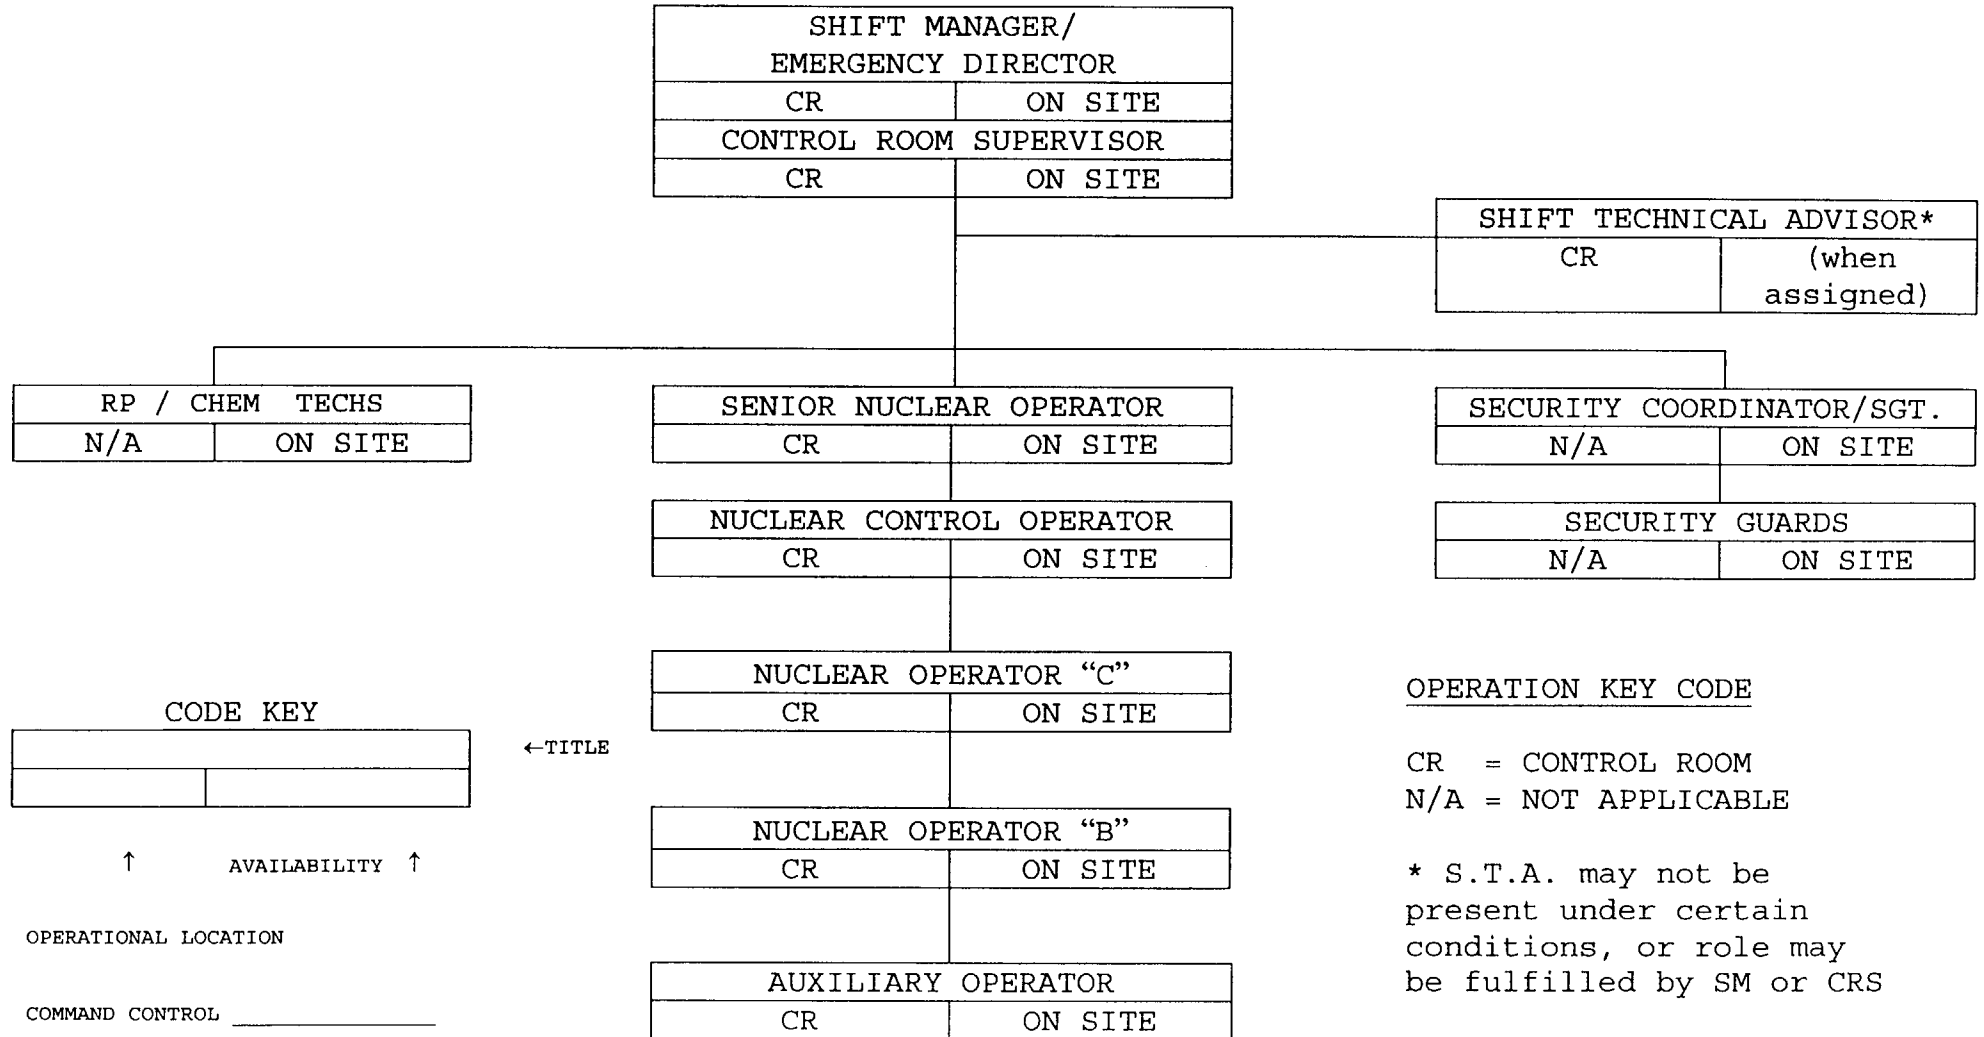 SHIFT MANAGER/
EMERGENCY DIRECTOR
CR ON SITE
CONTROL ROOM SUPERVISOR
CR ON SITE
SHIFT TECHNICAL ADVISOR*
CR (when
assigned)
RP / CHEM TECHS
N/A ON SITE
SENIOR NUCLEAR OPERATOR
CR ON SITE
SECURITY COORDINATOR/SGT.
N/A ON SITE
NUCLEAR CONTROL OPERATOR
CR ON SITE
SECURITY GUARDS
N/A ON SITE
NUCLEAR OPERATOR “C”
CR ON SITE
NUCLEAR OPERATOR “B”
CR ON SITE
AUXILIARY OPERATOR
CR ON SITE
CODE KEY
←TITLE
↑ AVAILABILITY ↑
OPERATIONAL LOCATION
COMMAND CONTROL
OPERATION KEY CODE
CR = CONTROL ROOM
N/A = NOT APPLICABLE
* S.T.A. may not be
present under certain
conditions, or role may
be fulfilled by SM or CRS